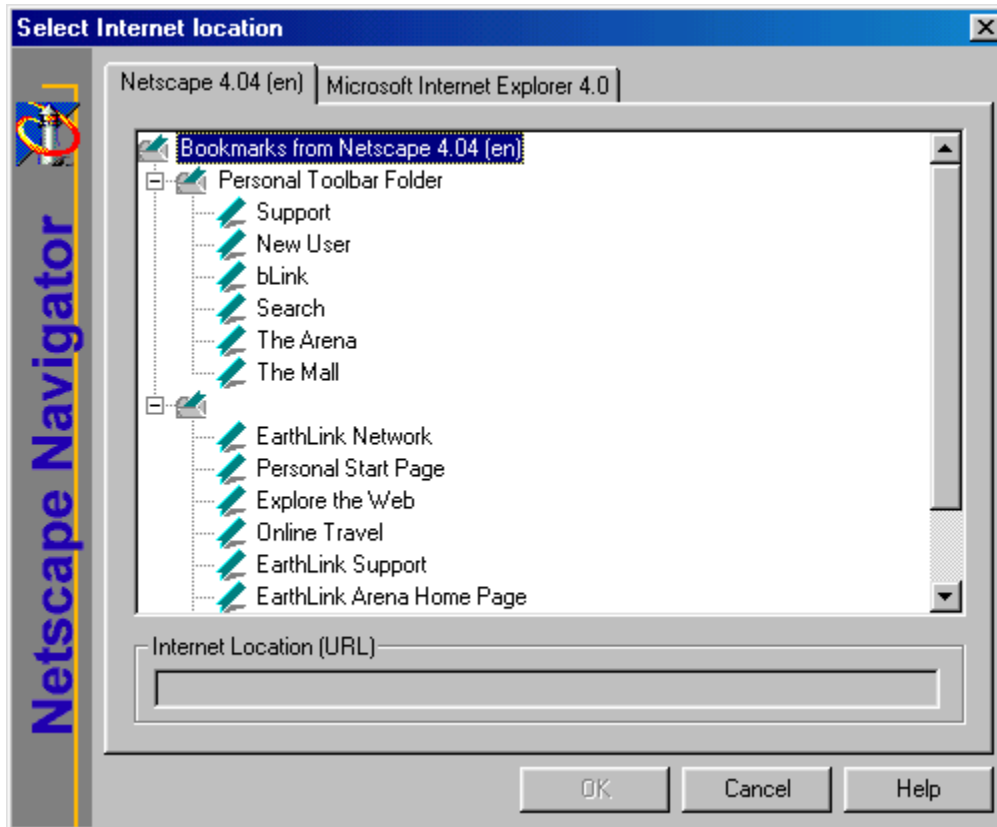 Select Internet location
Netscape 4.04 (en)
Microsoft Internet Explorer 4.0
Netscape Navigator
Bookmarks from Netscape 4.04 (en)
Personal Toolbar Folder
Support
New User
bLink
Search
The Arena
The Mall
EarthLink Network
Personal Start Page
Explore the Web
Online Travel
EarthLink Support
EarthLink Arena Home Page
Internet Location (URL)
OK
Cancel
Help